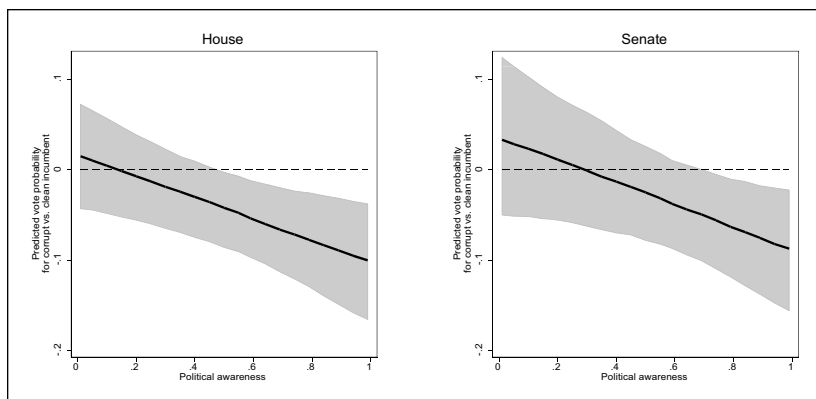 House
Predicted vote probability
for corrupt vs. clean incumbent
.1
0
-.1
-.2
0
.2
.4
.6
.8
1
Political awareness
Senate
Predicted vote probability
for corrupt vs. clean incumbent
.1
0
-.1
-.2
0
.2
.4
.6
.8
1
Political awareness